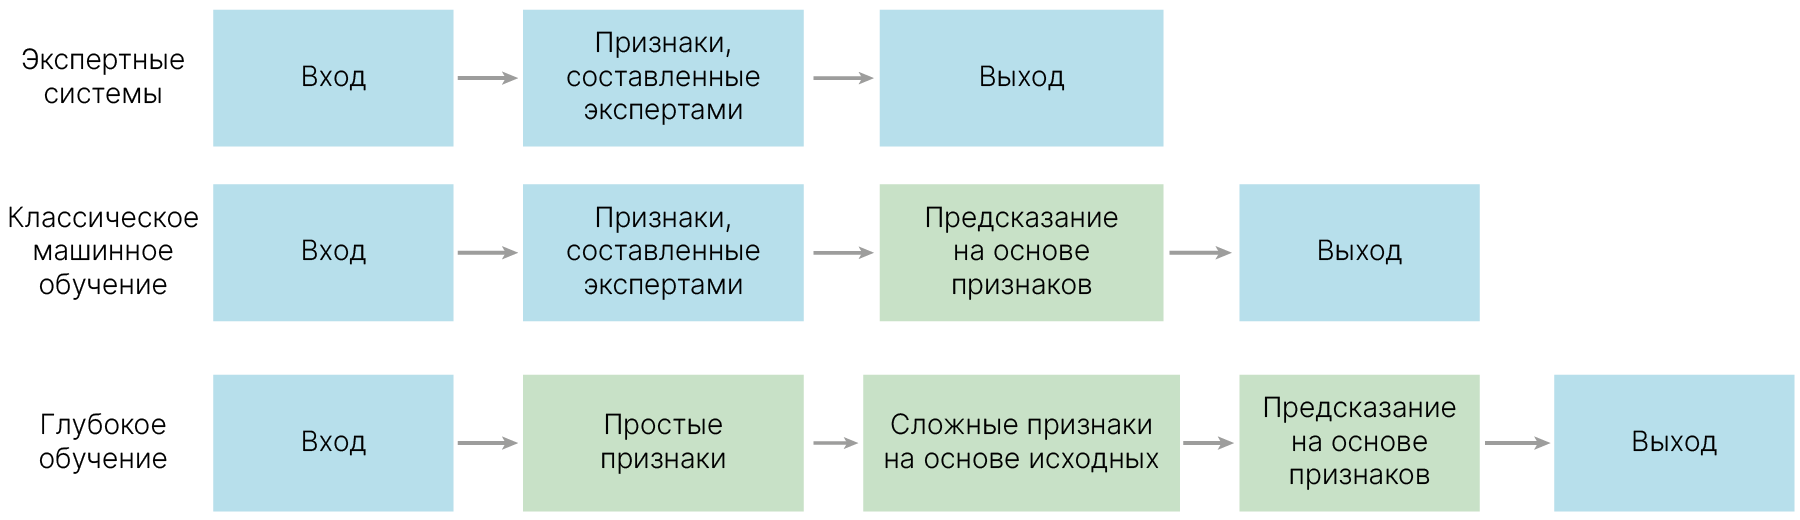 Экспертные
системы
Вход
Признаки,
составленные
экспертами
Выход
Классическое
машинное
обучение
Вход
Признаки,
составленные
экспертами
Предсказание
на основе
признаков
Выход
Глубокое
обучение
Вход
Простые
признаки
Сложные признаки
на основе исходных
Предсказание
на основе
признаков
Выход